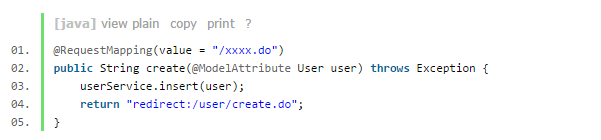 [java] view plain copy print ?
01. @RequestMapping(value = "/xxxx.do")
02. public String create(@ModelAttribute User user) throws Exception {
03. userService.insert(user);
04. return "redirect:/user/create.do";
05. }